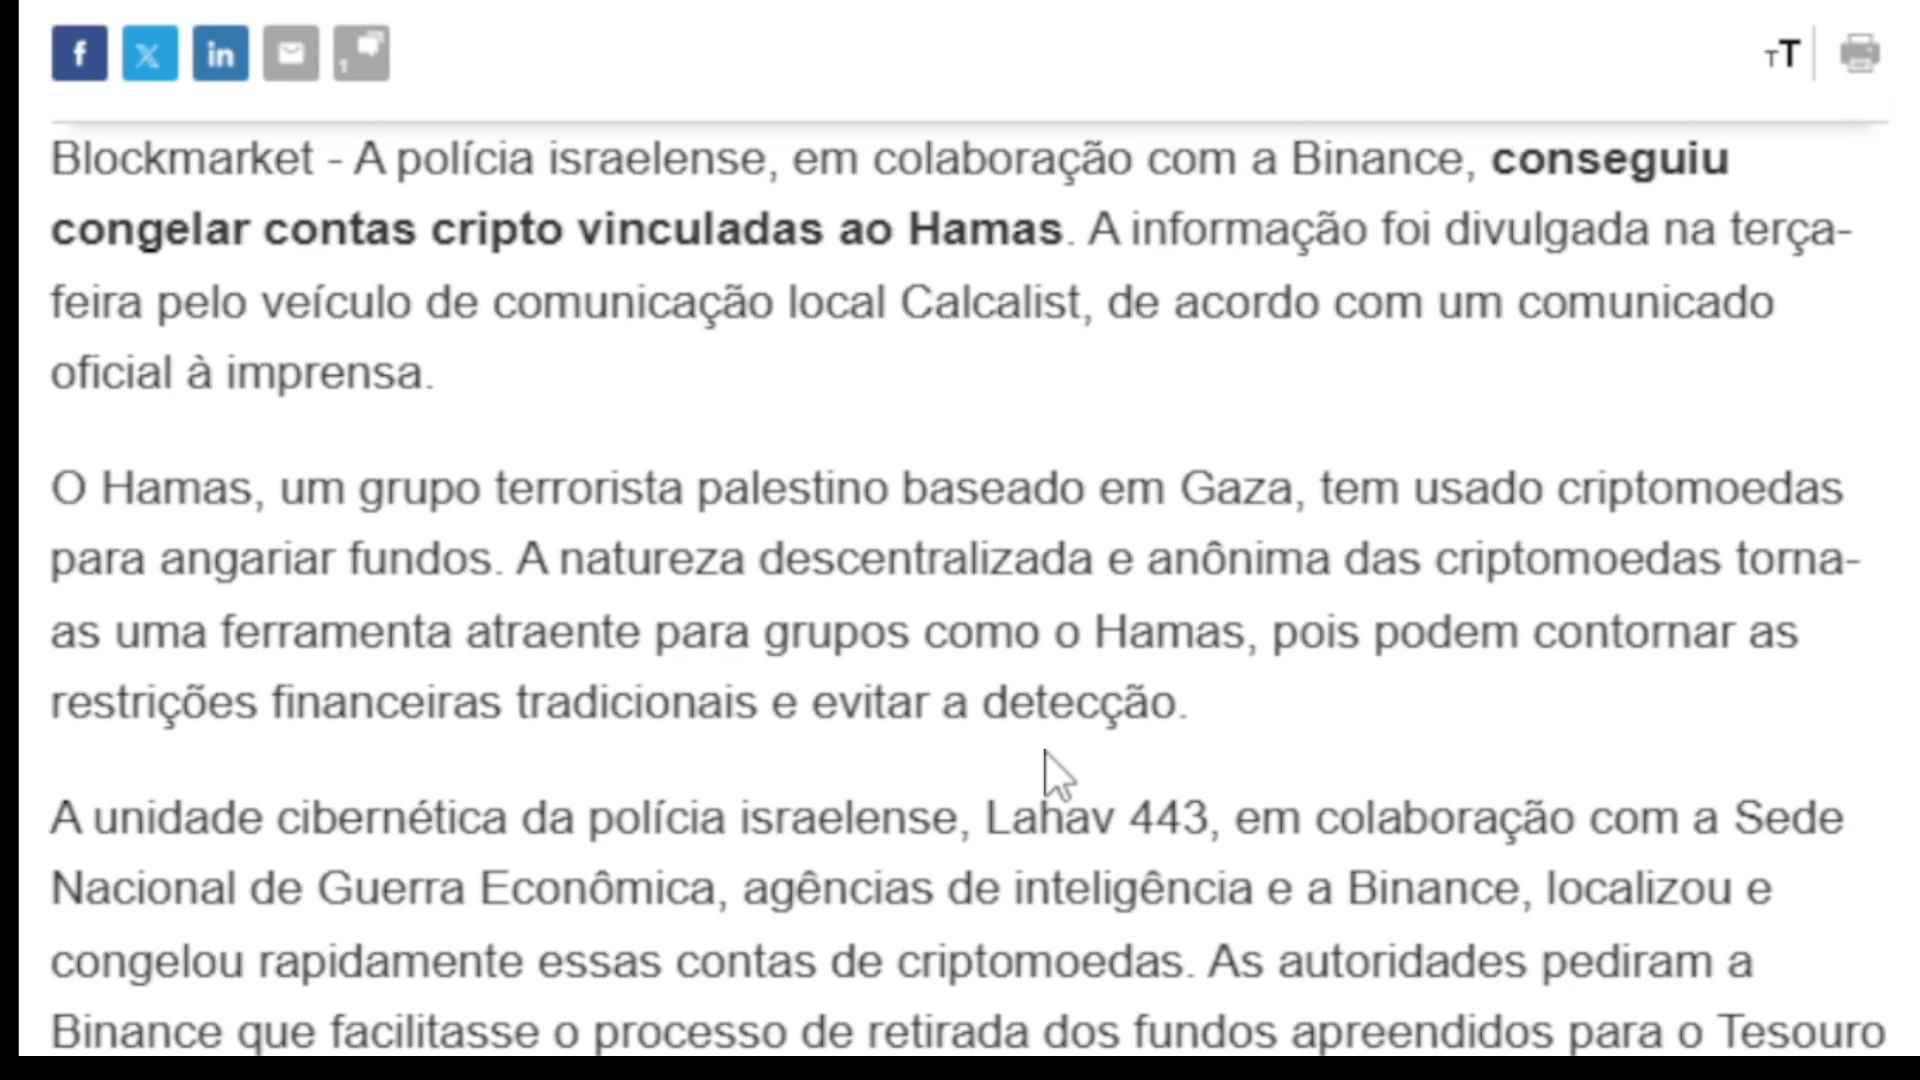 f X in 1 TT
Blockmarket - A polícia israelense, em colaboração com a Binance, conseguiu
congelar contas cripto vinculadas ao Hamas. A informação foi divulgada na terça-
feira pelo veículo de comunicação local Calcalist, de acordo com um comunicado
oficial à imprensa.
O Hamas, um grupo terrorista palestino baseado em Gaza, tem usado criptomoedas
para angariar fundos. A natureza descentralizada e anônima das criptomoedas torna-
as uma ferramenta atraente para grupos como o Hamas, pois podem contornar as
restrições financeiras tradicionais e evitar a detecção.
A unidade cibernética da polícia israelense, Lahav 443, em colaboração com a Sede
Nacional de Guerra Econômica, agências de inteligência e a Binance, localizou e
congelou rapidamente essas contas de criptomoedas. As autoridades pediram a
Binance que facilitasse o processo de retirada dos fundos apreendidos para o Tesouro